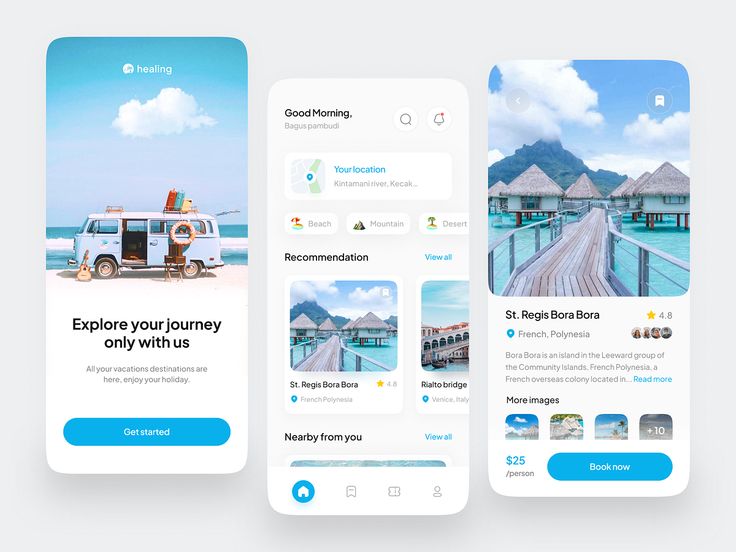 healing
Explore your journey
only with us
All your vacations destinations are
here, enjoy your holiday.
Get started
Good Morning,
Bagus pambudi
Your location
Kintamani river, Kecak...
Beach
Mountain
Desert
Recommendation
View all
St. Regis Bora Bora
4.8
French Polynesia
Rialto bridge
Venice, Italy
Nearby from you
View all
St. Regis Bora Bora
4.8
French, Polynesia
Bora Bora is an island in the Leeward group of
the Community Islands, French Polynesia, a
French overseas colony located in... Read more
More images
+ 10
$25
/person
Book now